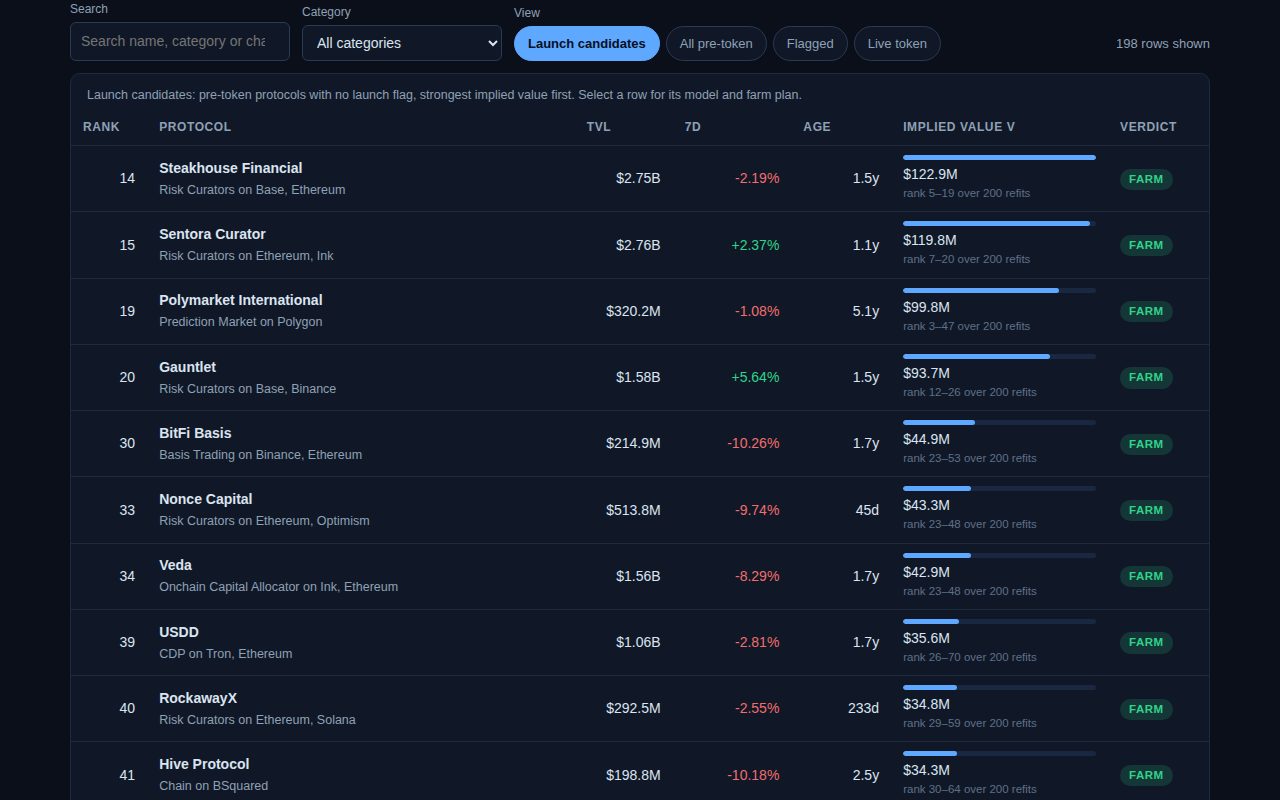 Search
Category
View
Search name, category or cha
All categories
Launch candidates
All pre-token
Flagged
Live token
198 rows shown
Launch candidates: pre-token protocols with no launch flag, strongest implied value first. Select a row for its model and farm plan.
RANK PROTOCOL TVL 7D AGE IMPLIED VALUE V VERDICT
14 Steakhouse Financial $2.75B -2.19% 1.5y $122.9M FARM
Risk Curators on Base, Ethereum rank 5–19 over 200 refits
15 Sentora Curator $2.76B +2.37% 1.1y $119.8M FARM
Risk Curators on Ethereum, Ink rank 7–20 over 200 refits
19 Polymarket International $320.2M -1.08% 5.1y $99.8M FARM
Prediction Market on Polygon rank 3–47 over 200 refits
20 Gauntlet $1.58B +5.64% 1.5y $93.7M FARM
Risk Curators on Base, Binance rank 12–26 over 200 refits
30 BitFi Basis $214.9M -10.26% 1.7y $44.9M FARM
Basis Trading on Binance, Ethereum rank 23–53 over 200 refits
33 Nonce Capital $513.8M -9.74% 45d $43.3M FARM
Risk Curators on Ethereum, Optimism rank 23–48 over 200 refits
34 Veda $1.56B -8.29% 1.7y $42.9M FARM
Onchain Capital Allocator on Ink, Ethereum rank 23–48 over 200 refits
39 USDD $1.06B -2.81% 1.7y $35.6M FARM
CDP on Tron, Ethereum rank 26–70 over 200 refits
40 RockawayX $292.5M -2.55% 233d $34.8M FARM
Risk Curators on Ethereum, Solana rank 29–59 over 200 refits
41 Hive Protocol $198.8M -10.18% 2.5y $34.3M FARM
Chain on BSquared rank 30–64 over 200 refits